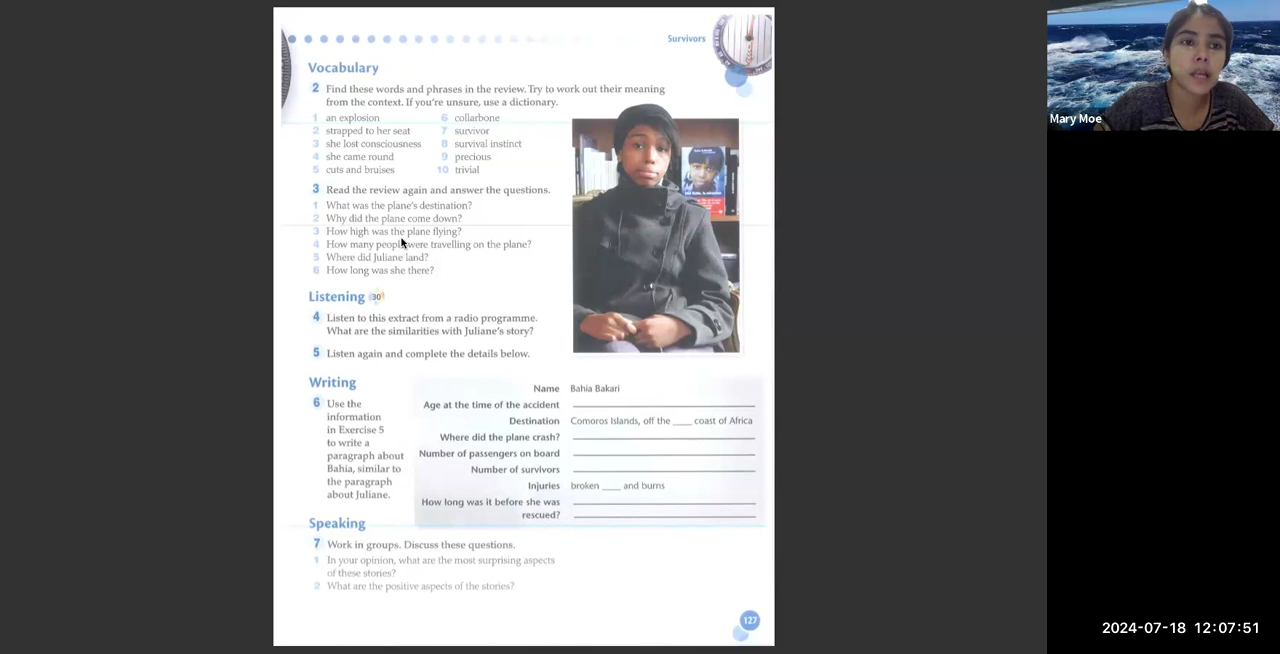 Survivors
Vocabulary
2 Find these words and phrases in the review. Try to work out their meaning
from the context. If you're unsure, use a dictionary.
1 an explosion
2 strapped to her seat
3 she lost consciousness
4 she came round
5 cuts and bruises
6 collarbone
7 survivor
8 survival instinct
9 precious
10 trivial
3 Read the review again and answer the questions.
1 What was the plane's destination?
2 Why did the plane come down?
3 How high was the plane flying?
4 How many people were travelling on the plane?
5 Where did Juliane land?
6 How long was she there?
Listening 30
4 Listen to this extract from a radio programme.
What are the similarities with Juliane's story?
5 Listen again and complete the details below.
Writing
6 Use the
information
in Exercise 5
to write a
paragraph about
Bahia, similar to
the paragraph
about Juliane.
Name Bahia Bakari
Age at the time of the accident
Destination Comoros Islands, off the ____ coast of Africa
Where did the plane crash?
Number of passengers on board
Number of survivors
Injuries broken ____ and burns
How long was it before she was
rescued?
Speaking
7 Work in groups. Discuss these questions.
1 In your opinion, what are the most surprising aspects
of these stories?
2 What are the positive aspects of the stories?
127
Mary Moe
2024-07-18 12:07:51